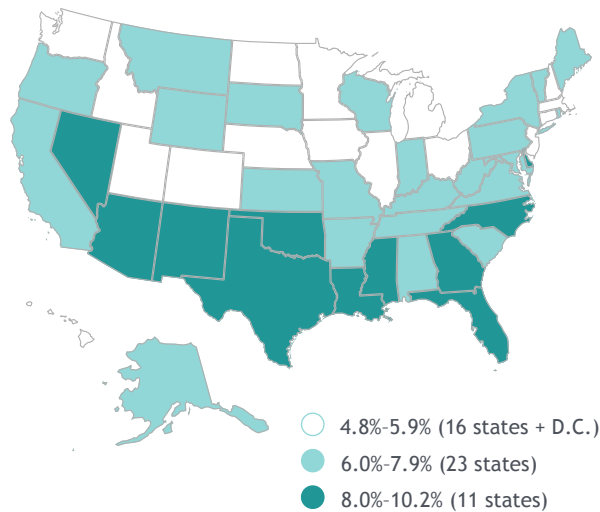 4.8%-5.9% (16 states + D.C.)
6.0%-7.9% (23 states)
8.0%-10.2% (11 states)